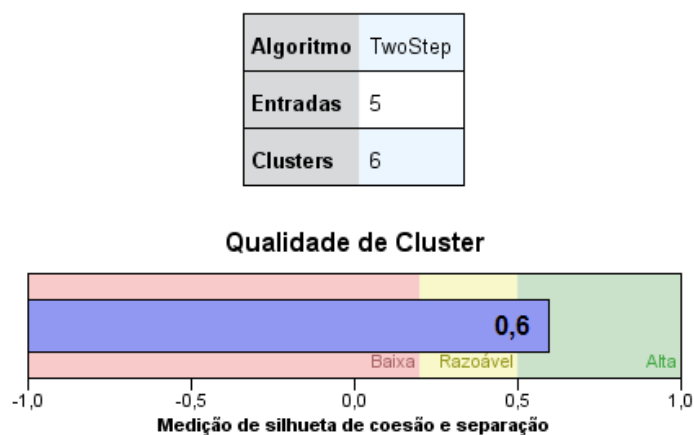 Algoritmo TwoStep
Entradas 5
Clusters 6
Qualidade de Cluster
0,6
Baixa Razoável Alta
-1,0 -0,5 0,0 0,5 1,0
Medição de silhueta de coesão e separação